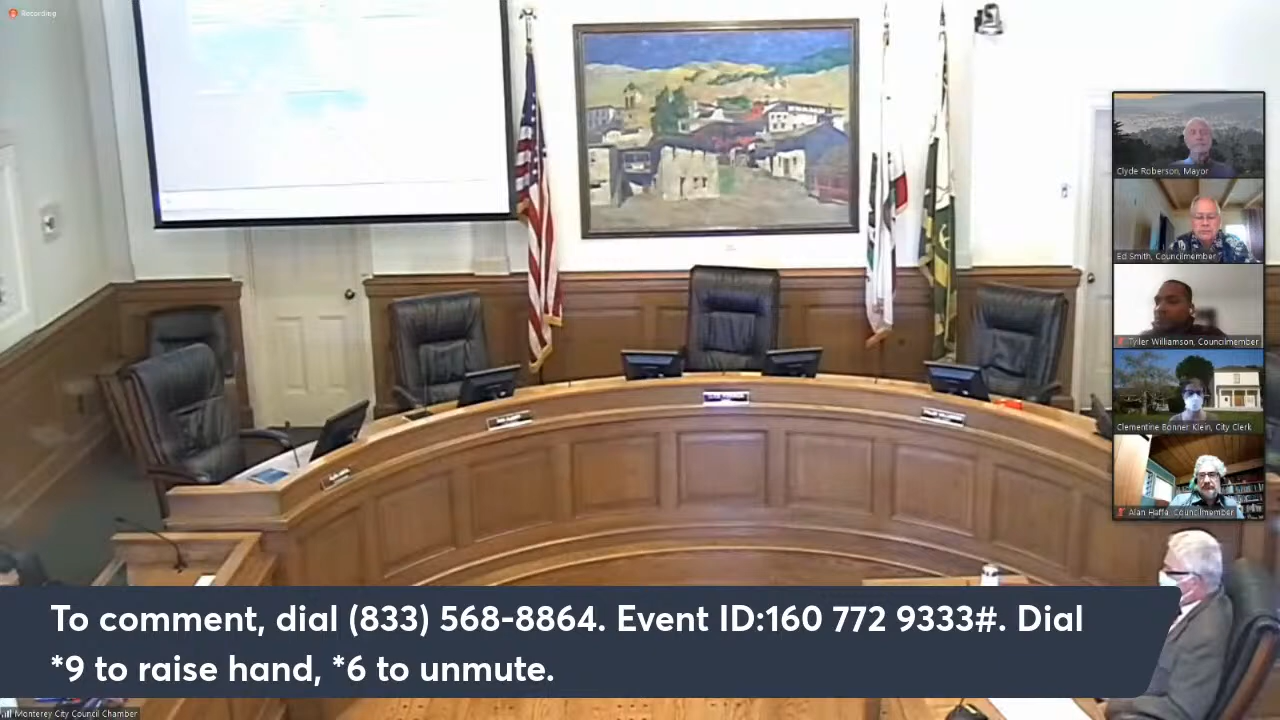 Recording
Clyde Roberson, Mayor
Ed Smith, Councilmember
Tyler Williamson, Councilmember
Clementine Bonner Klein, City Clerk
Alan Haffa, Councilmember
To comment, dial (833) 568-8864. Event ID:160 772 9333#. Dial
*9 to raise hand, *6 to unmute.
Monterey City Council Chamber